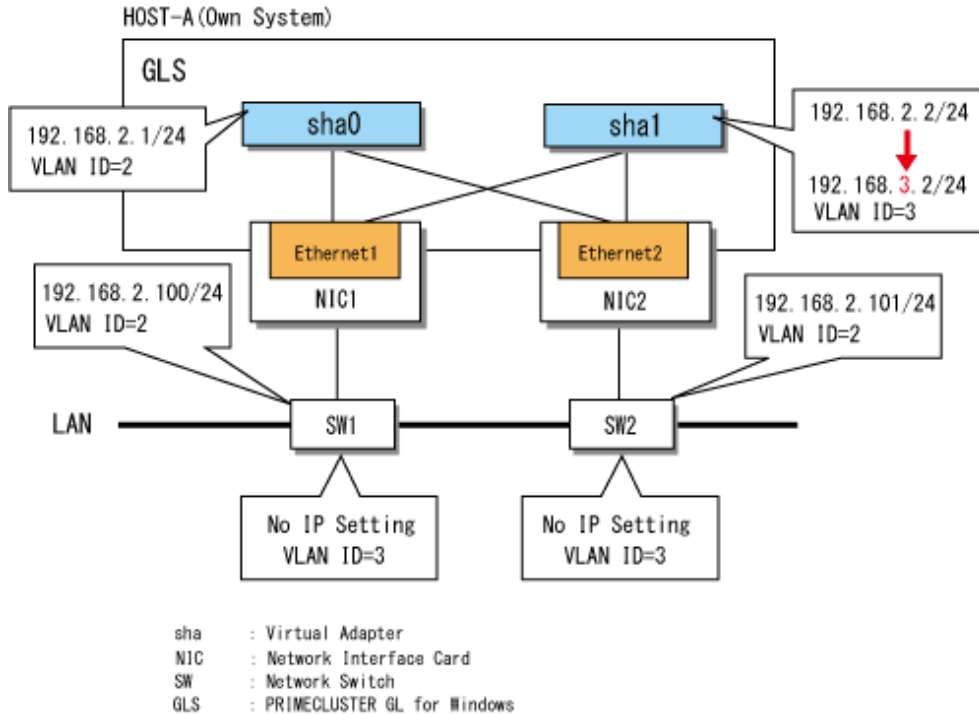 HOST-A(Own System)
GLS
192.168.2.1/24
VLAN ID=2
sha0
sha1
192.168.2.2/24
192.168.3.2/24
VLAN ID=3
Ethernet1
NIC1
Ethernet2
NIC2
192.168.2.100/24
VLAN ID=2
192.168.2.101/24
VLAN ID=2
LAN
SW1
SW2
No IP Setting
VLAN ID=3
No IP Setting
VLAN ID=3
sha : Virtual Adapter
NIC : Network Interface Card
SW : Network Switch
GLS : PRIMECLUSTER GL for Windows